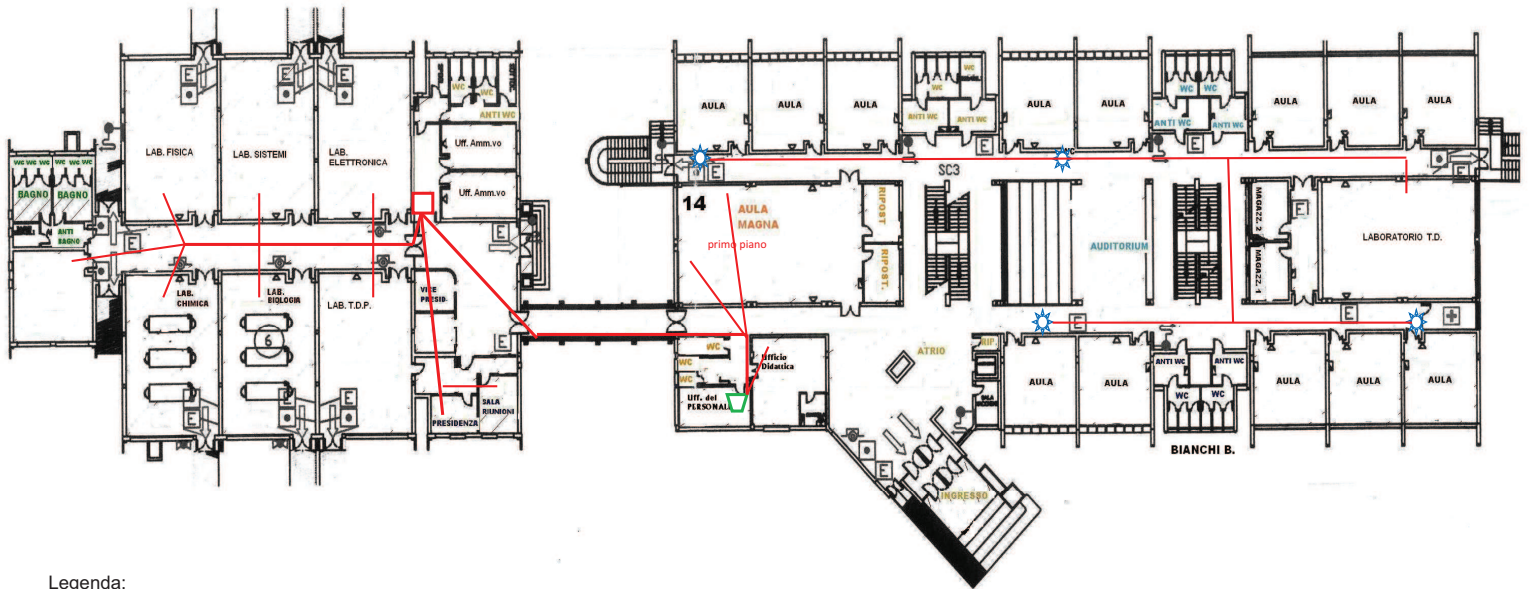 E
E
E
WC
WC
ANTI WC
WC
WC
ANTI WC
ANTI WC
WC
WC
ANTI WC
ANTI WC
AULA
AULA
AULA
AULA
AULA
AULA
AULA
AULA
LAB. FISICA
LAB. SISTEMI
LAB.
ELETTRONICA
Uff. Amm.vo
Uff. Amm.vo
WC WC WC
WC WC
BAGNO
BAGNO
ANTI
BAGNO
E
E
E
E
E
E
SC3
14
AULA
MAGNA
primo piano
RIPOST.
RIPOST.
AUDITORIUM
MAGAZZ. 2
MAGAZZ. 1
E
LABORATORIO T.D.
LAB.
CHIMICA
LAB.
BIOLOGIA
LAB. T.D.P.
VICE
PRESID.
6
E
E
E
WC
WC
WC
Ufficio
Didattica
Uff. del
PERSONALE
ATRIO
RIP.
AULA
AULA
ANTI WC
ANTI WC
WC
WC
AULA
AULA
AULA
SALA
RIUNIONI
PRESIDENZA
E
E
E
E
INGRESSO
BIANCHI B.
Legenda: